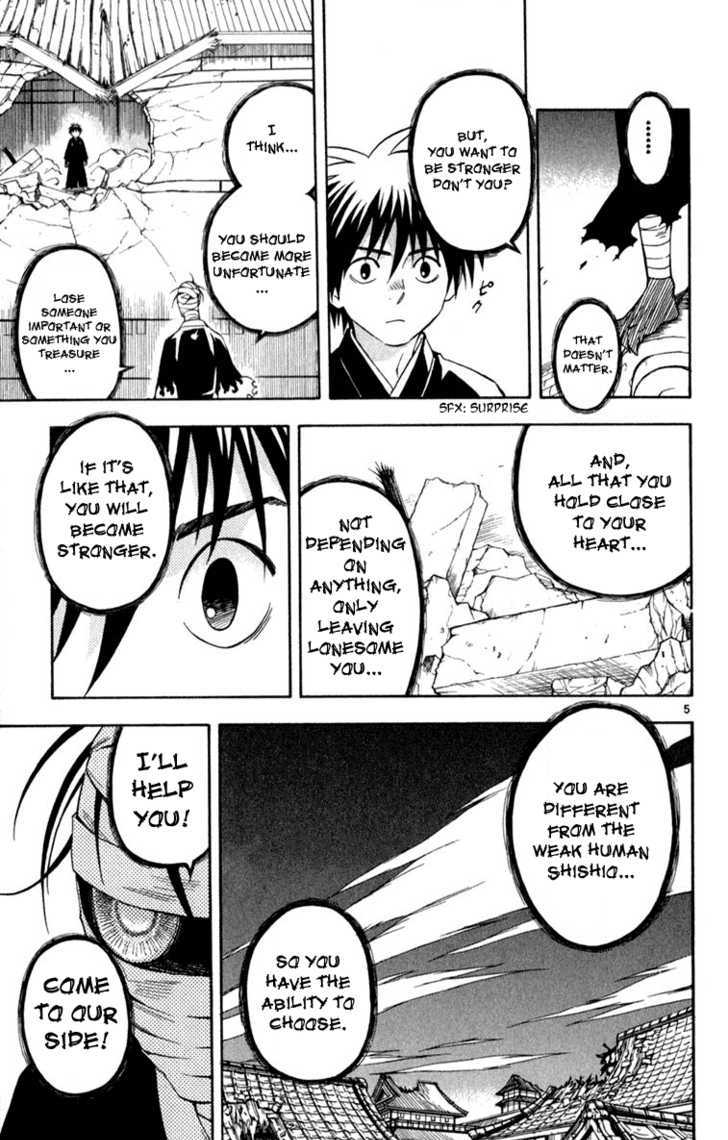 ......
THAT
DOESN'T
MATTER.
BUT,
YOU WANT TO
BE STRONGER
DON'T YOU?
SFX: SURPRISE
ピク
I
THINK...
YOU SHOULD
BECOME MORE
UNFORTUNATE
...
LOSE
SOMEONE
IMPORTANT OR
SOMETHING YOU
TREASURE
...
AND,
ALL THAT YOU
HOLD CLOSE
TO YOUR
HEART...
NOT
DEPENDING
ON
ANYTHING,
ONLY
LEAVING
LONESOME
YOU...
IF IT'S
LIKE THAT,
YOU WILL
BECOME
STRONGER.
5
YOU ARE
DIFFERENT
FROM THE
WEAK HUMAN
SHISHIO...
SO YOU
HAVE THE
ABILITY TO
CHOOSE.
I'LL
HELP
YOU!
COME
TO OUR
SIDE!